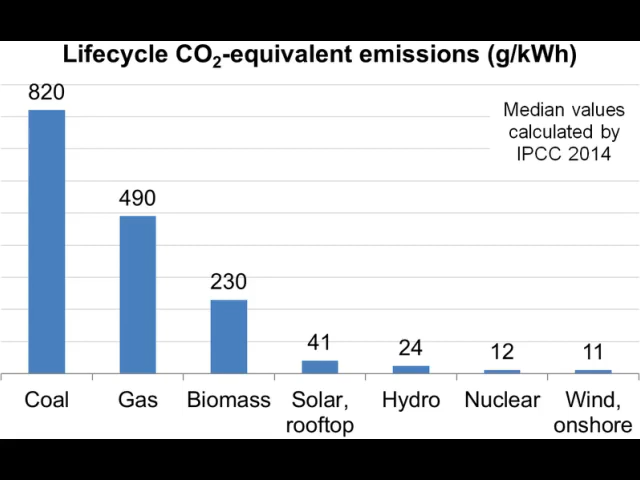 Lifecycle CO₂-equivalent emissions (g/kWh)
Median values
calculated by
IPCC 2014
820
490
230
41
24
12
11
Coal
Gas
Biomass
Solar,
rooftop
Hydro
Nuclear
Wind,
onshore